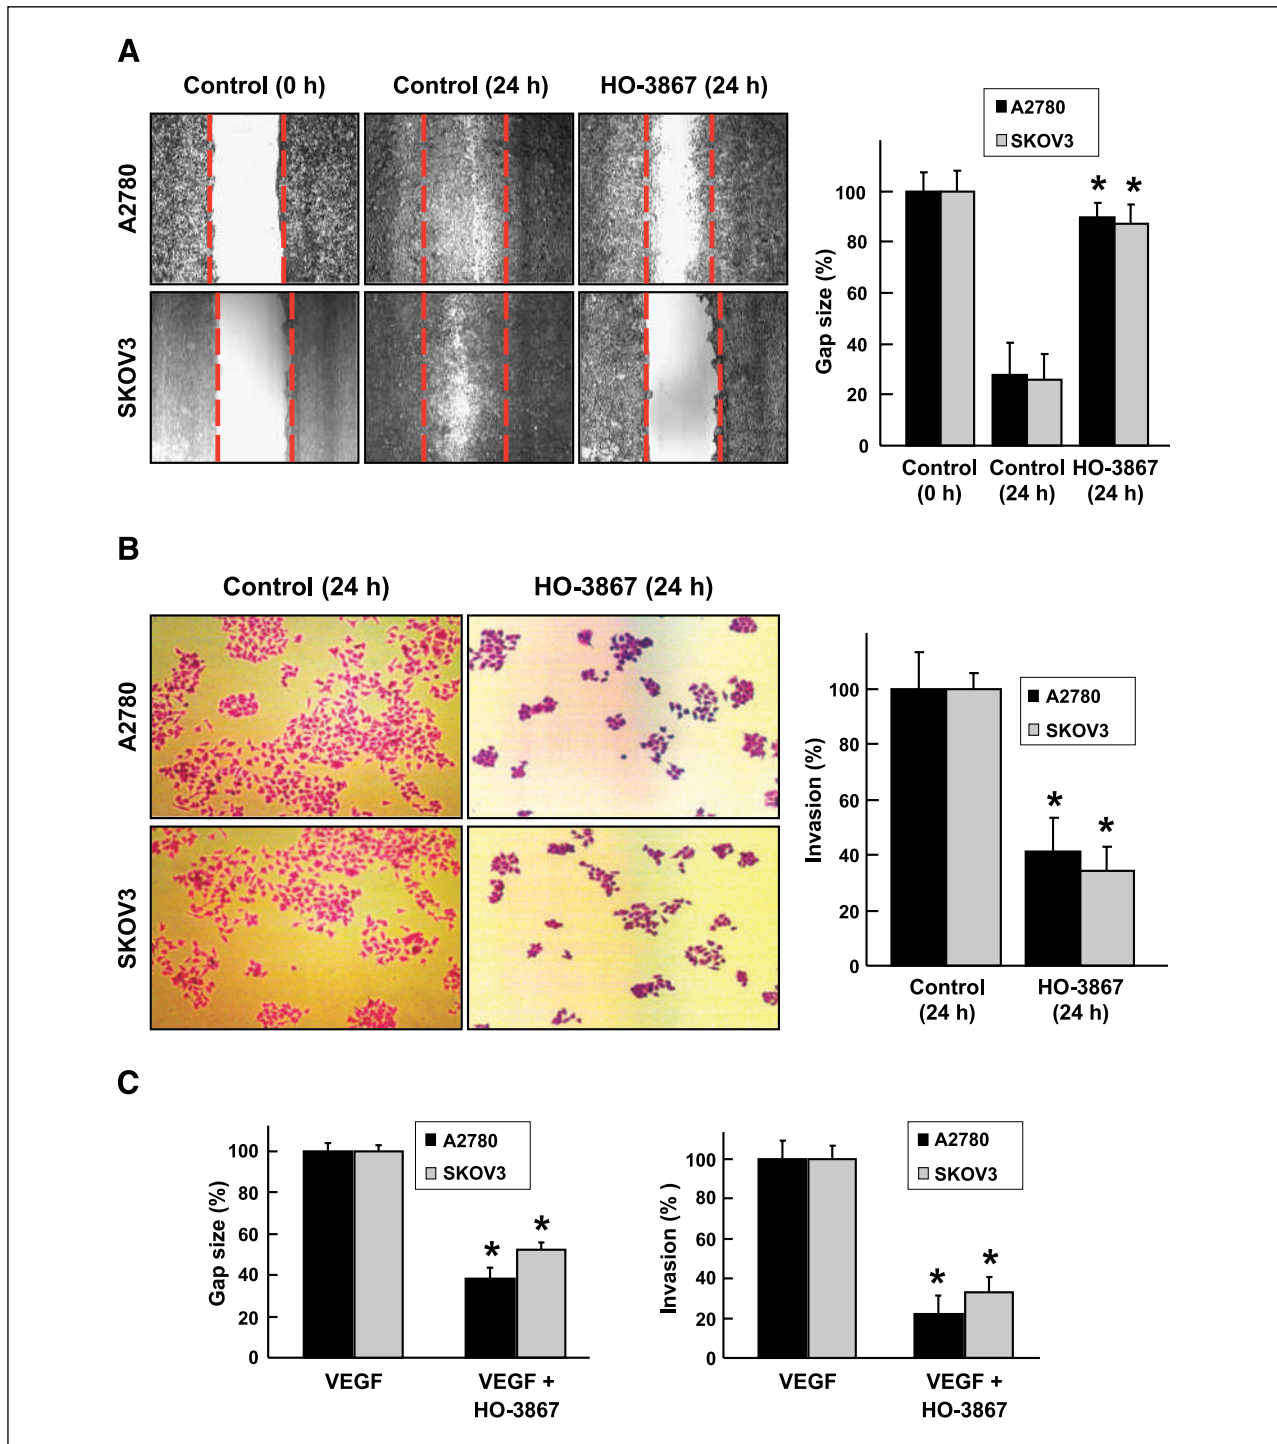 A
Control (0 h)
Control (24 h)
HO-3867 (24 h)
A2780
SKOV3
A2780
SKOV3
Gap size (%)
100
80
60
40
20
0
* *
Control
(0 h)
Control
(24 h)
HO-3867
(24 h)
B
Control (24 h)
HO-3867 (24 h)
A2780
SKOV3
A2780
SKOV3
Invasion (%)
100
80
60
40
20
0
* *
Control
(24 h)
HO-3867
(24 h)
C
A2780
SKOV3
Gap size (%)
100
80
60
40
20
0
* *
VEGF
VEGF +
HO-3867
A2780
SKOV3
Invasion (% )
100
80
60
40
20
0
* *
VEGF
VEGF +
HO-3867